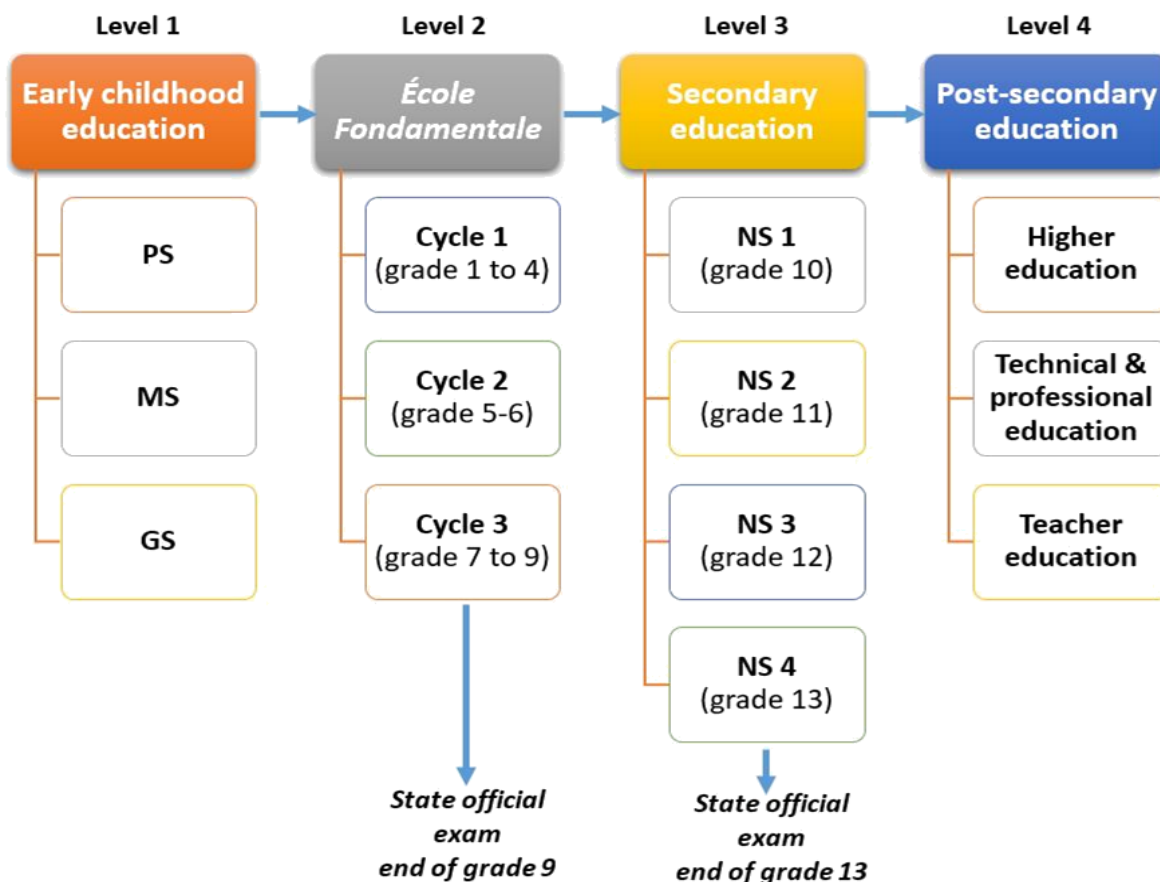 Level 1
Level 2
Level 3
Level 4
Early childhood
education
École
Fondamentale
Secondary
education
Post-secondary
education
PS
MS
GS
Cycle 1
(grade 1 to 4)
Cycle 2
(grade 5-6)
Cycle 3
(grade 7 to 9)
State official
exam
end of grade 9
NS 1
(grade 10)
NS 2
(grade 11)
NS 3
(grade 12)
NS 4
(grade 13)
State official
exam
end of grade 13
Higher
education
Technical &
professional
education
Teacher
education